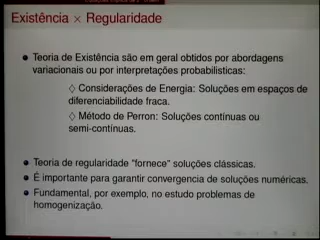 Existência × Regularidade
Teoria de Existência são em geral obtidos por abordagens
variacionais ou por interpretações probabilisticas:
♢ Considerações de Energia: Soluções em espaços de
diferenciabilidade fraca.
♢ Método de Perron: Soluções contínuas ou
semi-contínuas.
Teoria de regularidade "fornece" soluções clássicas.
É importante para garantir convergencia de soluções numéricas.
Fundamental, por exemplo, no estudo problemas de
homogenização.